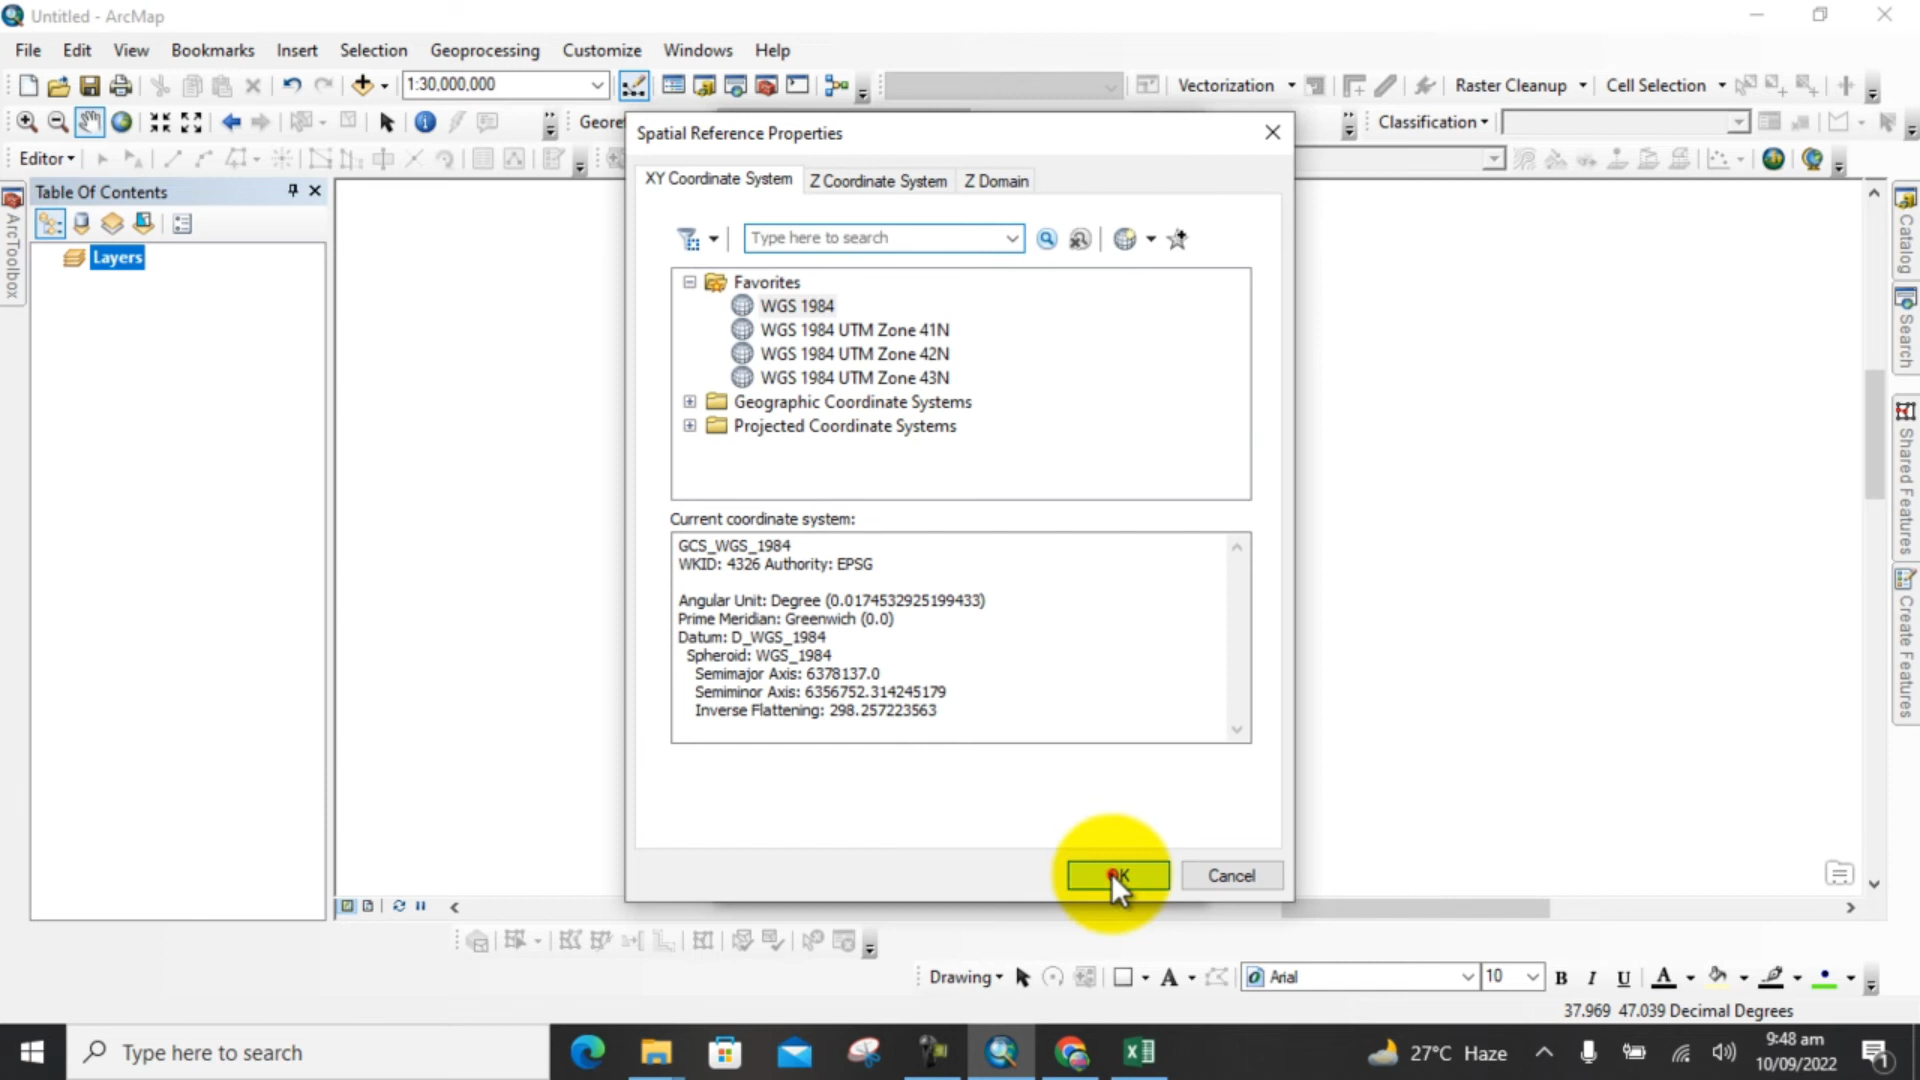 Untitled - ArcMap
File Edit View Bookmarks Insert Selection Geoprocessing Customize Windows Help
1:30,000,000 Vectorization Raster Cleanup Cell Selection
Classification
Spatial Reference Properties
Editor
Table Of Contents
XY Coordinate System Z Coordinate System Z Domain
ArcToolbox
Layers
Type here to search
Favorites
WGS 1984
WGS 1984 UTM Zone 41N
WGS 1984 UTM Zone 42N
WGS 1984 UTM Zone 43N
Geographic Coordinate Systems
Projected Coordinate Systems
Current coordinate system:
GCS_WGS_1984
WKID: 4326 Authority: EPSG
Angular Unit: Degree (0.0174532925199433)
Prime Meridian: Greenwich (0.0)
Datum: D_WGS_1984
Spheroid: WGS_1984
Semimajor Axis: 6378137.0
Semiminor Axis: 6356752.314245179
Inverse Flattening: 298.257223563
Cancel
Catalog
Search
Shared Features
Create Features
Drawing A Arial 10 B I U A
37.969 47.039 Decimal Degrees
Type here to search
27°C Haze
9:48 am
10/09/2022
1